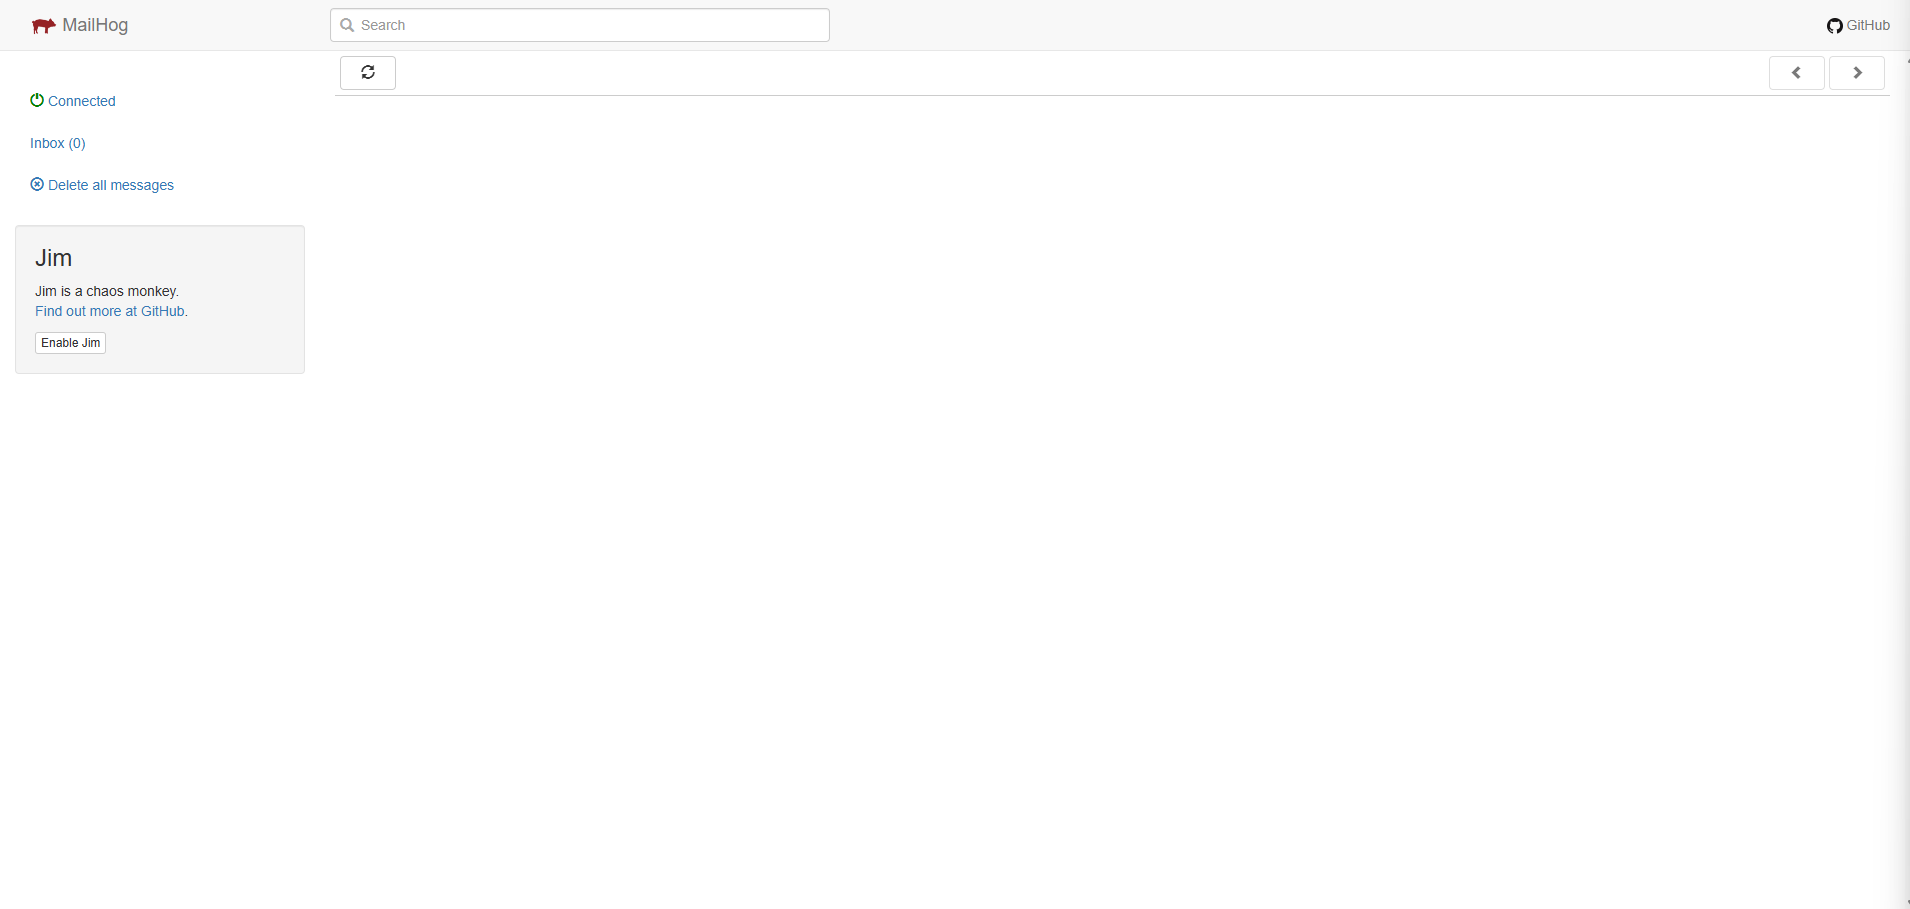 MailHog
Search
GitHub
Connected
Inbox (0)
Delete all messages
Jim
Jim is a chaos monkey.
Find out more at GitHub.
Enable Jim